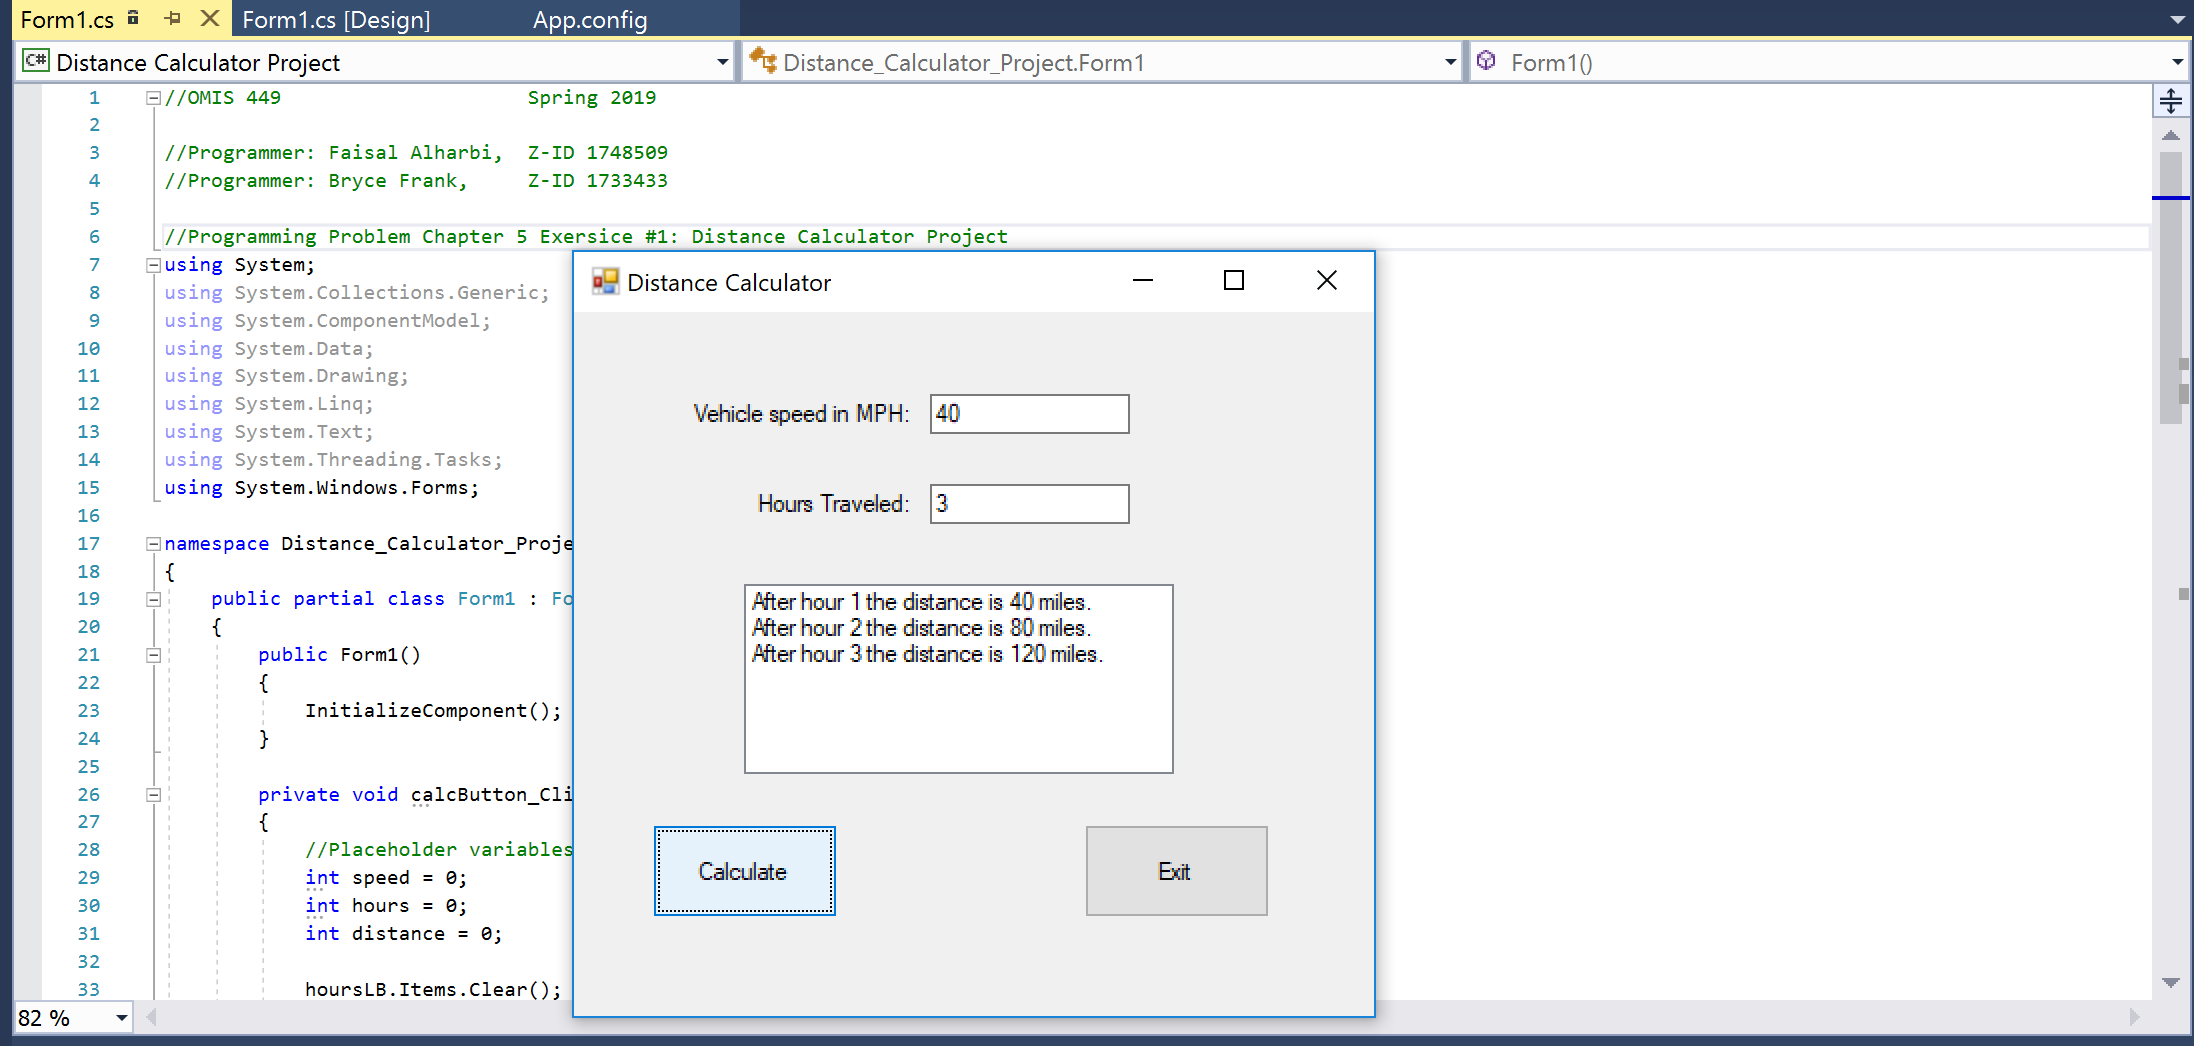 Form1.cs
Form1.cs [Design]
App.config
C# Distance Calculator Project
Distance_Calculator_Project.Form1
Form1()
1 //OMIS 449 Spring 2019
2
3 //Programmer: Faisal Alharbi, Z-ID 1748509
4 //Programmer: Bryce Frank, Z-ID 1733433
5
6 //Programming Problem Chapter 5 Exersice #1: Distance Calculator Project
7 using System;
8 using System.Collections.Generic;
9 using System.ComponentModel;
10 using System.Data;
11 using System.Drawing;
12 using System.Linq;
13 using System.Text;
14 using System.Threading.Tasks;
15 using System.Windows.Forms;
16
17 namespace Distance_Calculator_Proje
18 {
19 public partial class Form1 : Fo
20 {
21 public Form1()
22 {
23 InitializeComponent();
24 }
25
26 private void calcButton_Cli
27 {
28 //Placeholder variables
29 int speed = 0;
30 int hours = 0;
31 int distance = 0;
32
33 hoursLB.Items.Clear();
82 %
Distance Calculator
Vehicle speed in MPH: 40
Hours Traveled: 3
After hour 1 the distance is 40 miles.
After hour 2 the distance is 80 miles.
After hour 3 the distance is 120 miles.
Calculate
Exit